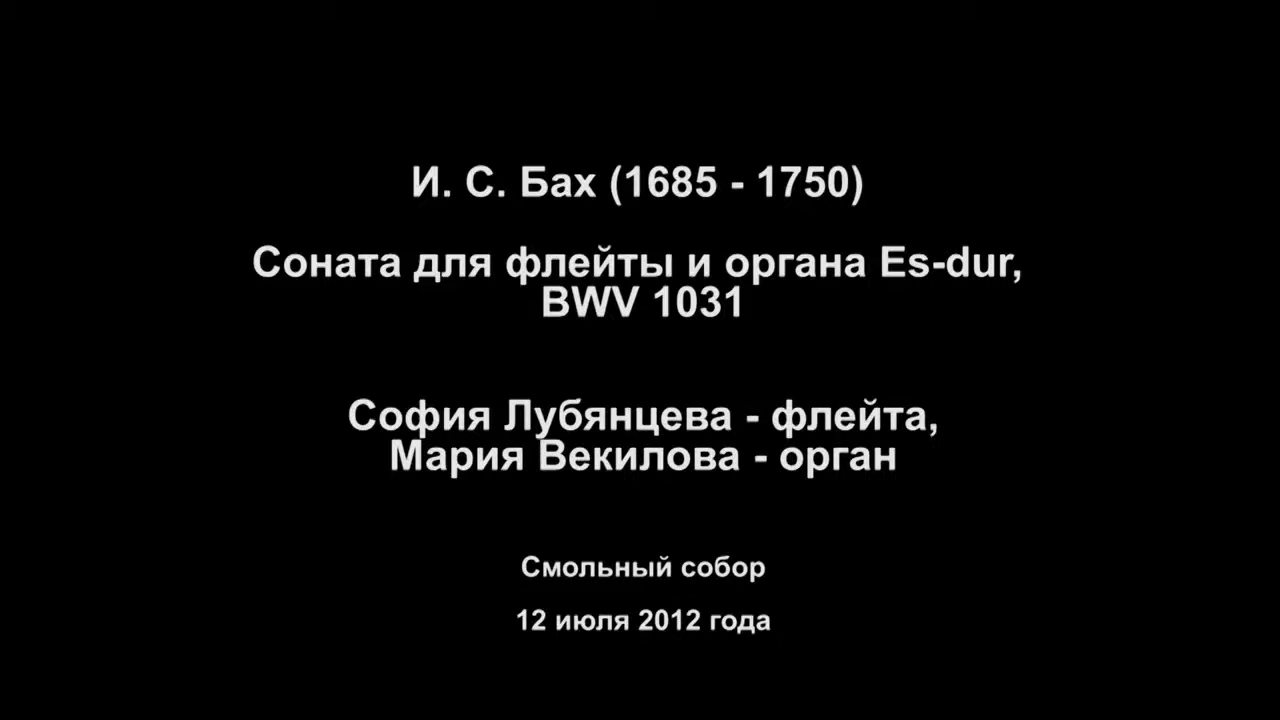 И. С. Бах (1685 - 1750)
Соната для флейты и органа Es-dur,
BWV 1031
София Лубянцева - флейта,
Мария Векилова - орган
Смольный собор
12 июля 2012 года